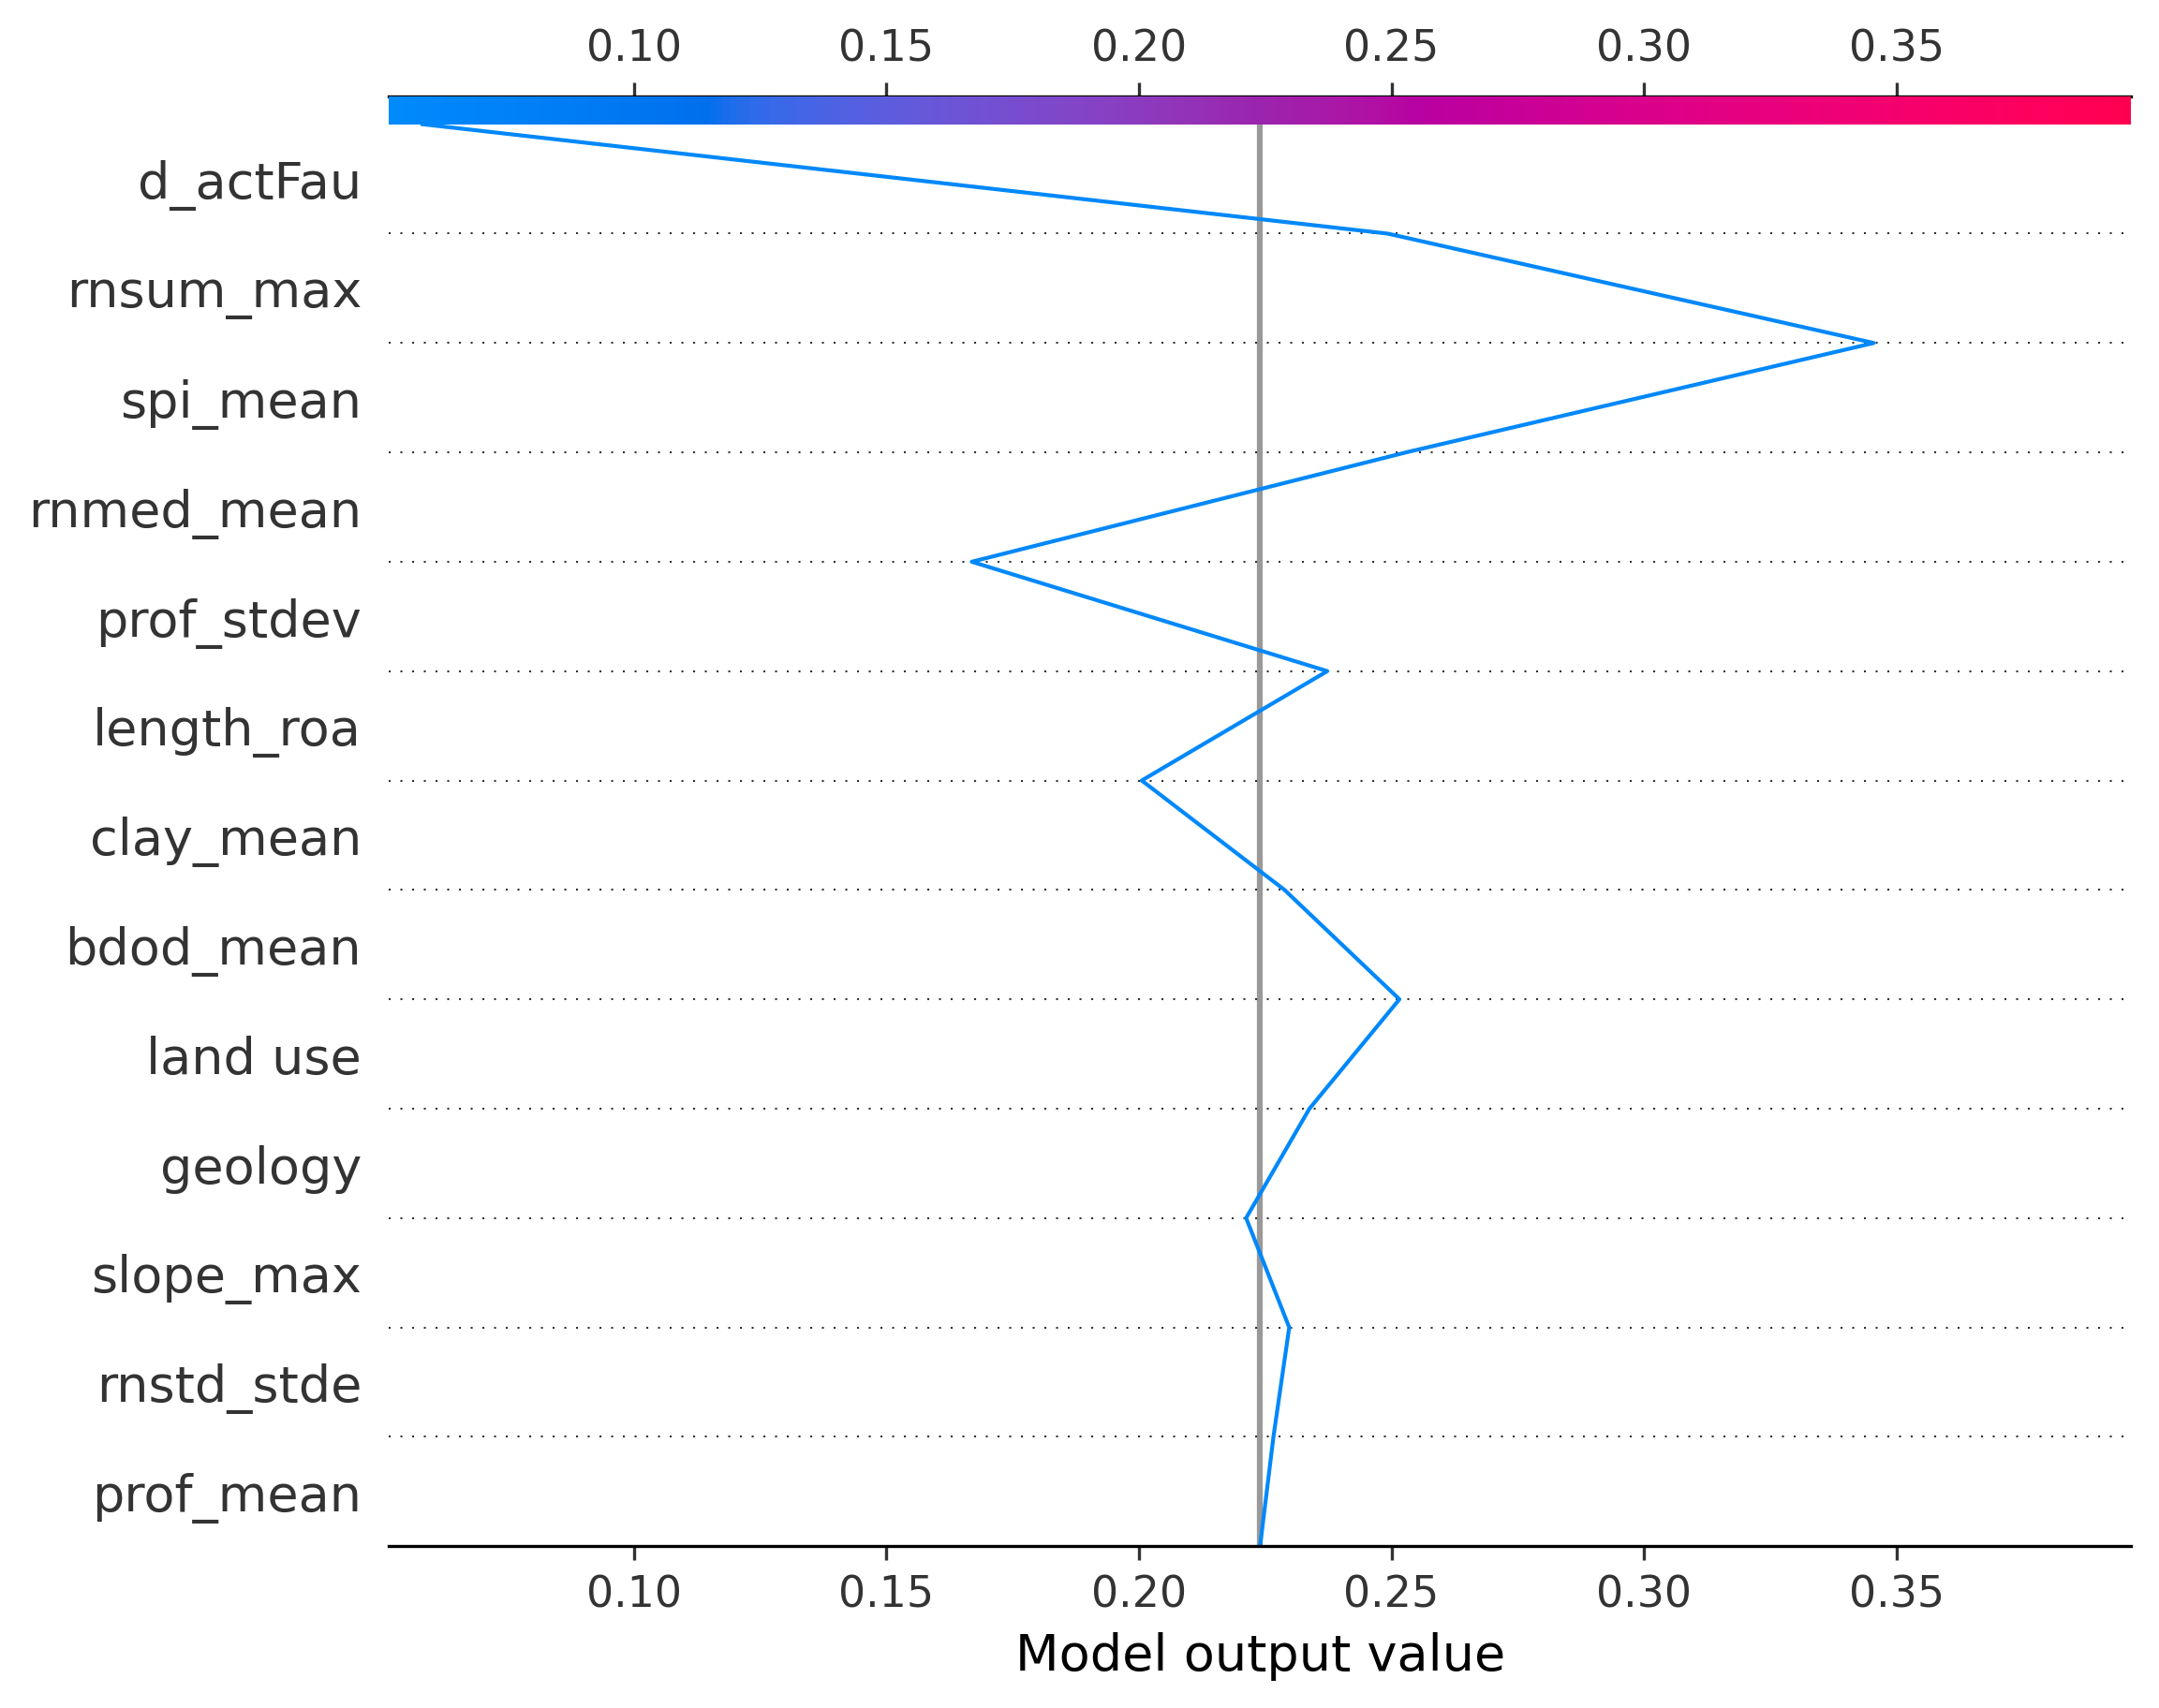 0.10 0.15 0.20 0.25 0.30 0.35
d_actFau
rnsum_max
spi_mean
rnmed_mean
prof_stdev
length_roa
clay_mean
bdod_mean
land use
geology
slope_max
rnstd_stde
prof_mean
0.10 0.15 0.20 0.25 0.30 0.35
Model output value